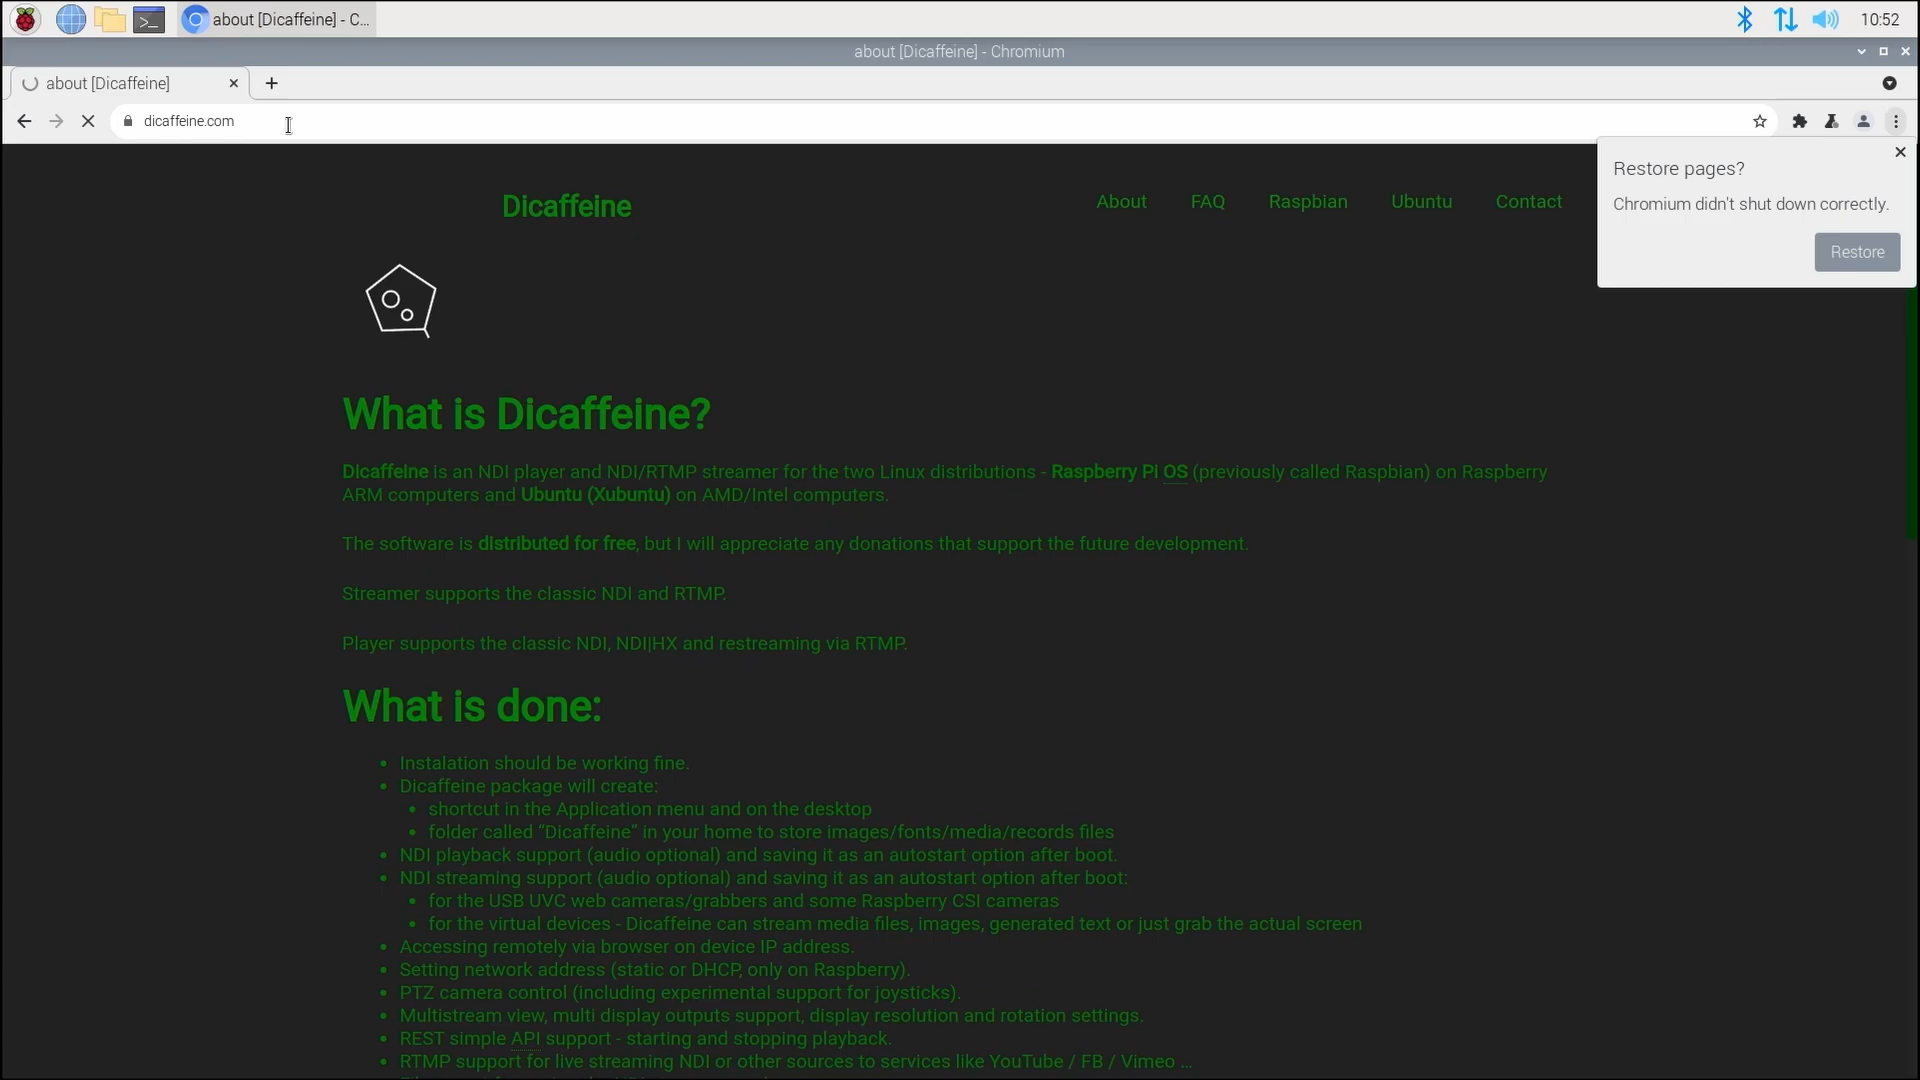 about [Dicaffeine] - C...
10:52
about [Dicaffeine] - Chromium
about [Dicaffeine]
dicaffeine.com
Restore pages?
Chromium didn't shut down correctly.
Restore
Dicaffeine
About
FAQ
Raspbian
Ubuntu
Contact
What is Dicaffeine?
Dicaffeine is an NDI player and NDI/RTMP streamer for the two Linux distributions - Raspberry Pi OS (previously called Raspbian) on Raspberry
ARM computers and Ubuntu (Xubuntu) on AMD/Intel computers.
The software is distributed for free, but I will appreciate any donations that support the future development.
Streamer supports the classic NDI and RTMP.
Player supports the classic NDI, NDI|HX and restreaming via RTMP.
What is done:
Instalation should be working fine.
Dicaffeine package will create:
shortcut in the Application menu and on the desktop
folder called “Dicaffeine” in your home to store images/fonts/media/records files
NDI playback support (audio optional) and saving it as an autostart option after boot.
NDI streaming support (audio optional) and saving it as an autostart option after boot:
for the USB UVC web cameras/grabbers and some Raspberry CSI cameras
for the virtual devices - Dicaffeine can stream media files, images, generated text or just grab the actual screen
Accessing remotely via browser on device IP address.
Setting network address (static or DHCP, only on Raspberry).
PTZ camera control (including experimental support for joysticks).
Multistream view, multi display outputs support, display resolution and rotation settings.
REST simple API support - starting and stopping playback.
RTMP support for live streaming NDI or other sources to services like YouTube / FB / Vimeo ...